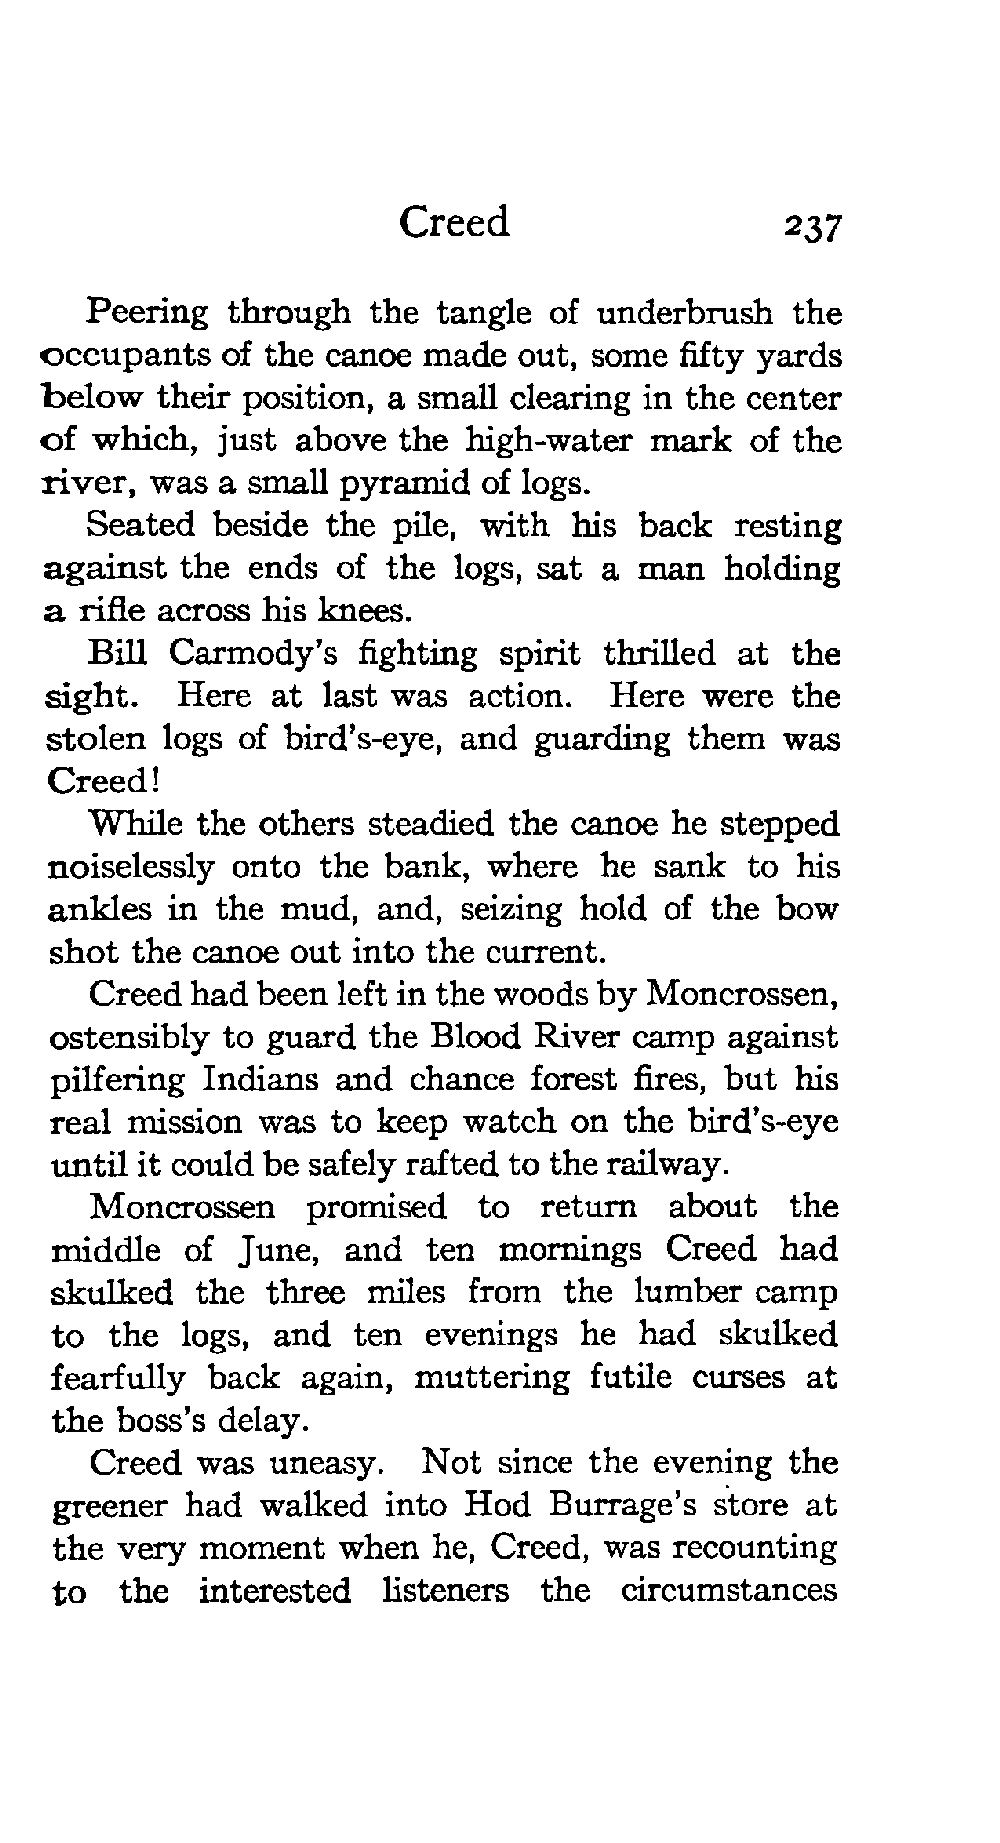 Creed 237
Peering through the tangle of underbrush the
occupants of the canoe made out, some fifty yards
below their position, a small clearing in the center
of which, just above the high-water mark of the
river, was a small pyramid of logs.
Seated beside the pile, with his back resting
against the ends of the logs, sat a man holding
a rifle across his knees.
Bill Carmody's fighting spirit thrilled at the
sight. Here at last was action. Here were the
stolen logs of bird's-eye, and guarding them was
Creed!
While the others steadied the canoe he stepped
noiselessly onto the bank, where he sank to his
ankles in the mud, and, seizing hold of the bow
shot the canoe out into the current.
Creed had been left in the woods by Moncrossen,
ostensibly to guard the Blood River camp against
pilfering Indians and chance forest fires, but his
real mission was to keep watch on the bird's-eye
until it could be safely rafted to the railway.
Moncrossen promised to return about the
middle of June, and ten mornings Creed had
skulked the three miles from the lumber camp
to the logs, and ten evenings he had skulked
fearfully back again, muttering futile curses at
the boss's delay.
Creed was uneasy. Not since the evening the
greener had walked into Hod Burrage's store at
the very moment when he, Creed, was recounting
to the interested listeners the circumstances